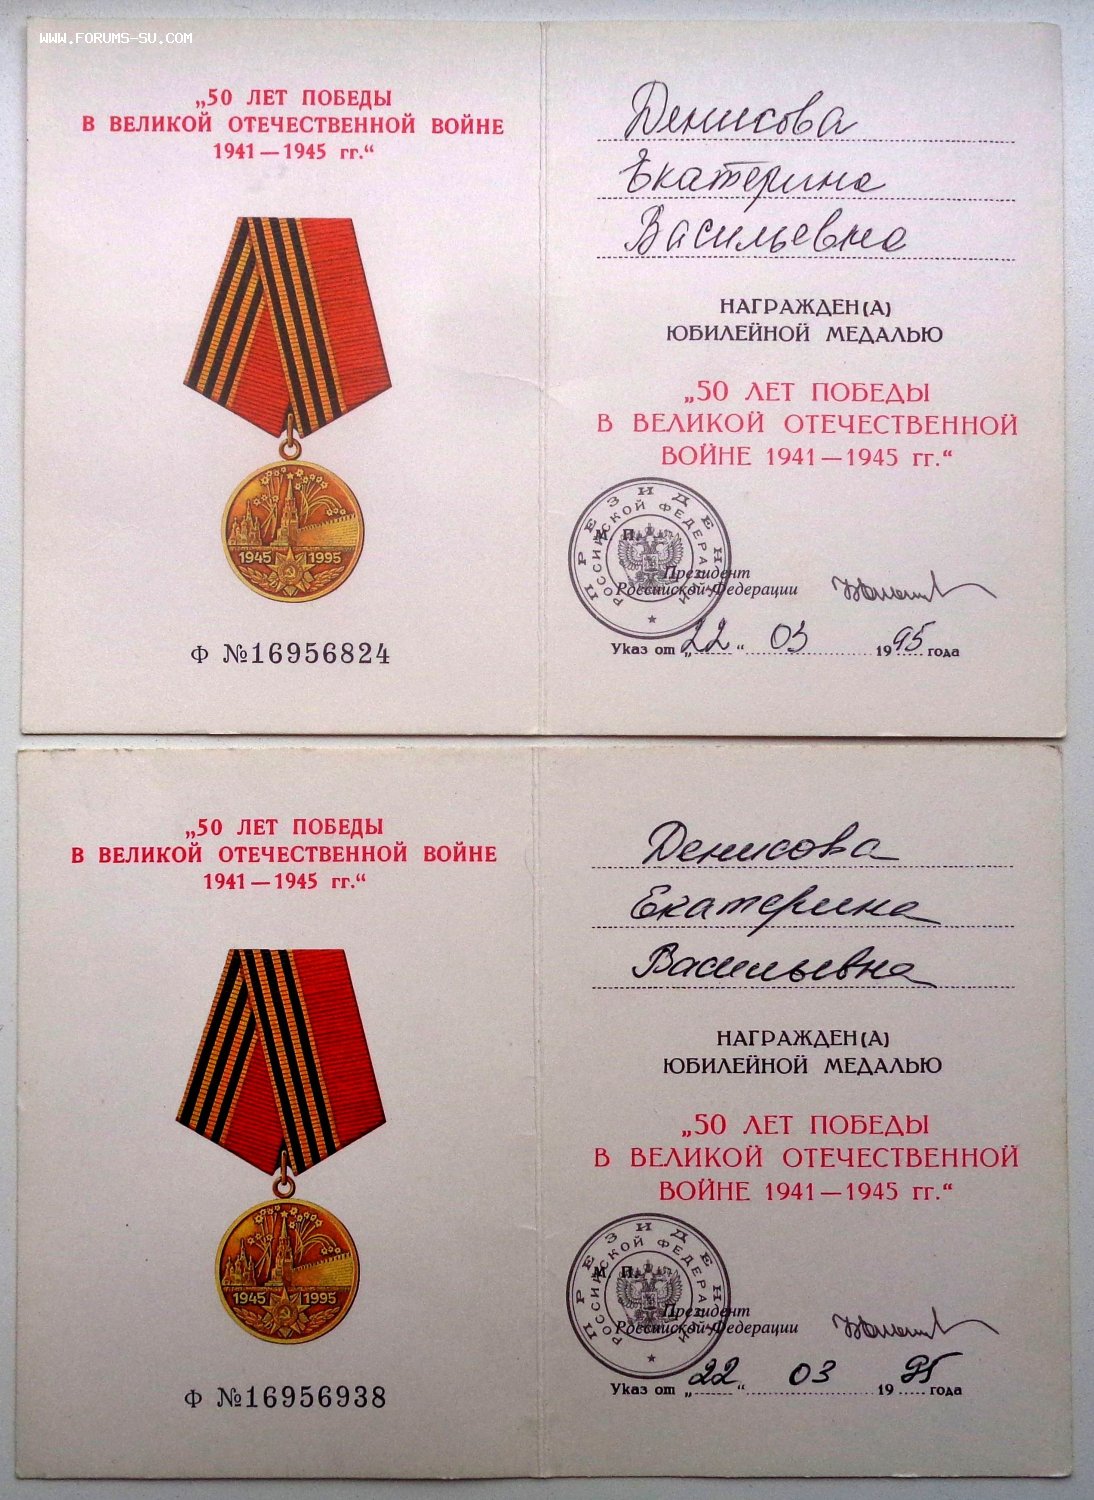 WWW.FORUMS-SU.COM
„50 ЛЕТ ПОБЕДЫ
В ВЕЛИКОЙ ОТЕЧЕСТВЕННОЙ ВОЙНЕ
1941 — 1945 гг.“
1945 1995
Ф №16956824
Денисова
Екатерина
Васильевна
НАГРАЖДЕН(А)
ЮБИЛЕЙНОЙ МЕДАЛЬЮ
„50 ЛЕТ ПОБЕДЫ
В ВЕЛИКОЙ ОТЕЧЕСТВЕННОЙ
ВОЙНЕ 1941 — 1945 гг.“
ПРЕЗИДЕНТ
РОССИЙСКОЙ ФЕДЕРАЦИИ
М. П.
Президент
Российской Федерации
Указ от „22“ 03 1995 года
„50 ЛЕТ ПОБЕДЫ
В ВЕЛИКОЙ ОТЕЧЕСТВЕННОЙ ВОЙНЕ
1941 — 1945 гг.“
1945 1995
Ф №16956938
Денисова
Екатерина
Васильевна
НАГРАЖДЕН(А)
ЮБИЛЕЙНОЙ МЕДАЛЬЮ
„50 ЛЕТ ПОБЕДЫ
В ВЕЛИКОЙ ОТЕЧЕСТВЕННОЙ
ВОЙНЕ 1941 — 1945 гг.“
ПРЕЗИДЕНТ
РОССИЙСКОЙ ФЕДЕРАЦИИ
М. П.
Президент
Российской Федерации
Указ от „22“ 03 1995 года